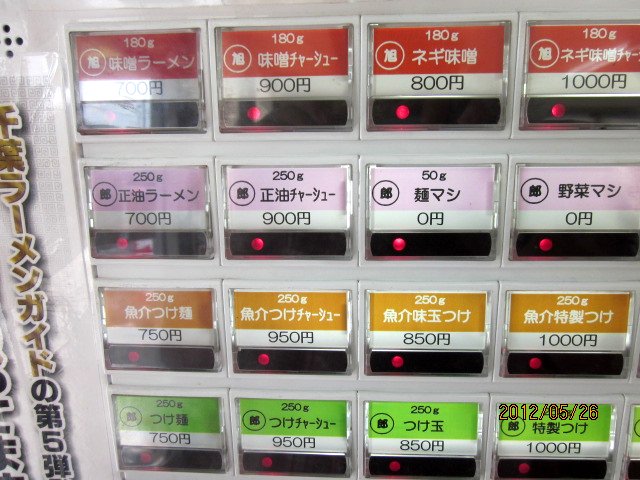 180g 180g 180g 180g
旭 味噌ラーメン 旭 味噌チャーシュー 旭 ネギ味噌 旭 ネギ味噌チャー
700円 900円 800円 1000円
250g 250g 50g
郎 正油ラーメン 郎 正油チャーシュー 郎 麺マシ 郎 野菜マシ
700円 900円 0円 0円
250g 250g 250g 250g
魚介つけ麺 魚介つけチャーシュー 魚介味玉つけ 魚介特製つけ
750円 950円 850円 1000円
250g 250g 250g
郎 つけ麺 郎 つけチャーシュー 郎 つけ玉 郎 特製つけ
750円 950円 850円 1000円
千葉ラーメンガイドの第5弾
2012/05/26